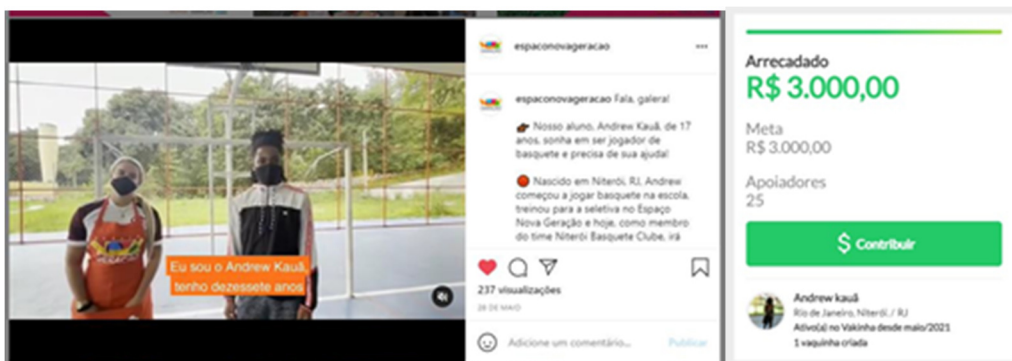 Eu sou o Andrew Kauã,
tenho dezessete anos
espaconovageracao
espaconovageracao Fala, galera!
Nosso aluno, Andrew Kauã, de 17
anos, sonha em ser jogador de
basquete e precisa de sua ajuda!
Nascido em Niterói, RJ, Andrew
começou a jogar basquete na escola,
treinou para a seletiva no Espaço
Nova Geração e hoje, como membro
do time Niterói Basquete Clube, irá
237 visualizações
28 DE MAIO
Adicione um comentário...
Publicar
Arrecadado
R$ 3.000,00
Meta
R$ 3.000,00
Apoiadores
25
$ Contribuir
Andrew kauã
Rio de Janeiro, Niterói / RJ
Ativo(a) no Vakinha desde maio/2021
1 vaquinha criada